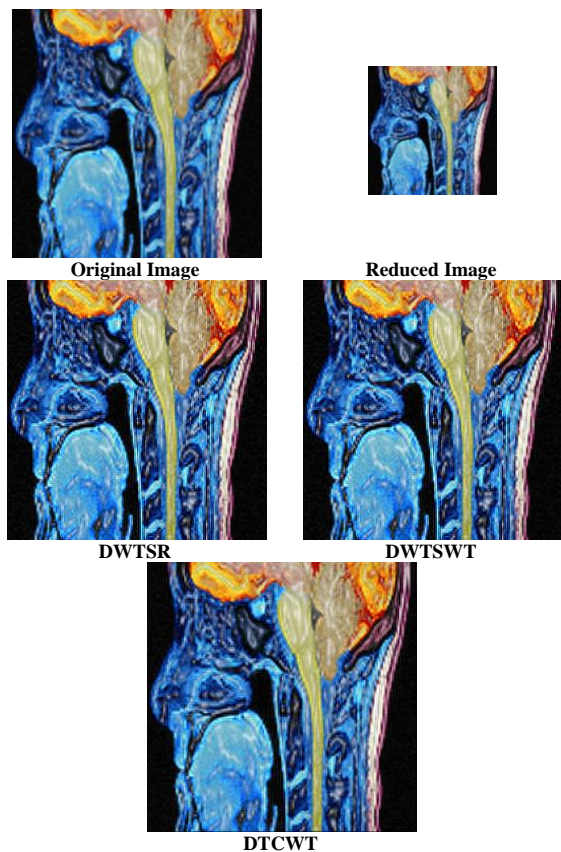 Original Image
Reduced Image
DWTSR
DWTSWT
DTCWT